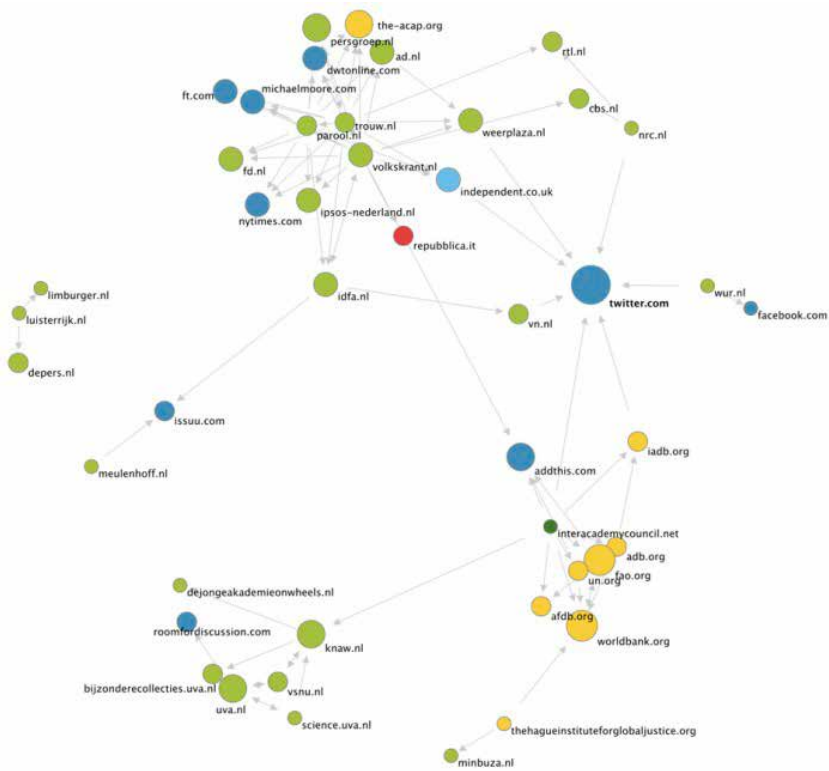 the-acap.org
persgroep.nl
ad.nl
rtl.nl
dwtonline.com
ft.com
michaelmoore.com
cbs.nl
trouw.nl
weerplaza.nl
nrc.nl
parool.nl
volkskrant.nl
fd.nl
independent.co.uk
ipsos-nederland.nl
nytimes.com
repubblica.it
limburger.nl
idfa.nl
twitter.com
wur.nl
luisterrijk.nl
vn.nl
facebook.com
depers.nl
issuu.com
iadb.org
meulenhoff.nl
addthis.com
interacademycouncil.net
adb.org
fao.org
un.org
dejongeakademieonwheels.nl
afdb.org
roomfordiscussion.com
worldbank.org
knaw.nl
bijzonderecollecties.uva.nl
vsnu.nl
uva.nl
science.uva.nl
thehagueinstituteforglobaljustice.org
minbuza.nl